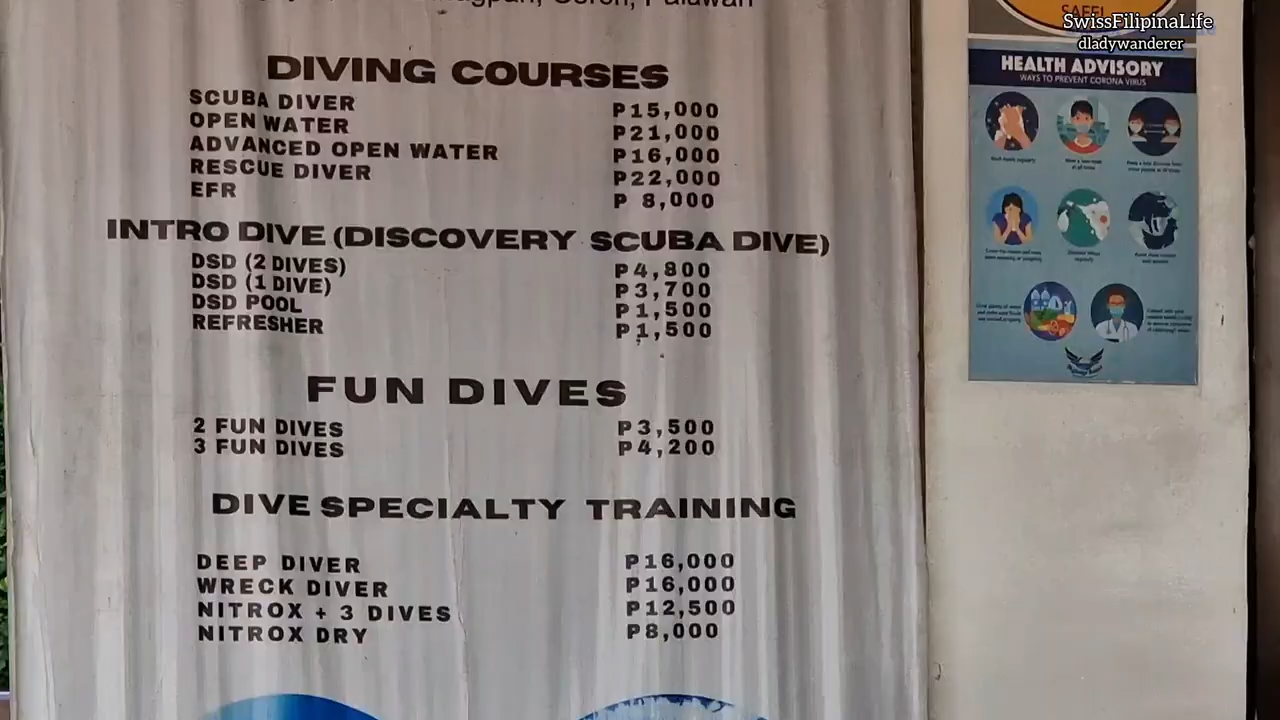 Coron, Palawan
DIVING COURSES
SCUBA DIVER P15,000
OPEN WATER P21,000
ADVANCED OPEN WATER P16,000
RESCUE DIVER P22,000
EFR P 8,000
INTRO DIVE (DISCOVERY SCUBA DIVE)
DSD (2 DIVES) P4,800
DSD (1 DIVE) P3,700
DSD POOL P1,500
REFRESHER P1,500
FUN DIVES
2 FUN DIVES P3,500
3 FUN DIVES P4,200
DIVE SPECIALTY TRAINING
DEEP DIVER P16,000
WRECK DIVER P16,000
NITROX + 3 DIVES P12,500
NITROX DRY P8,000
SAFE!
SwissFilipinaLife
dladywanderer
HEALTH ADVISORY
WAYS TO PREVENT CORONA VIRUS